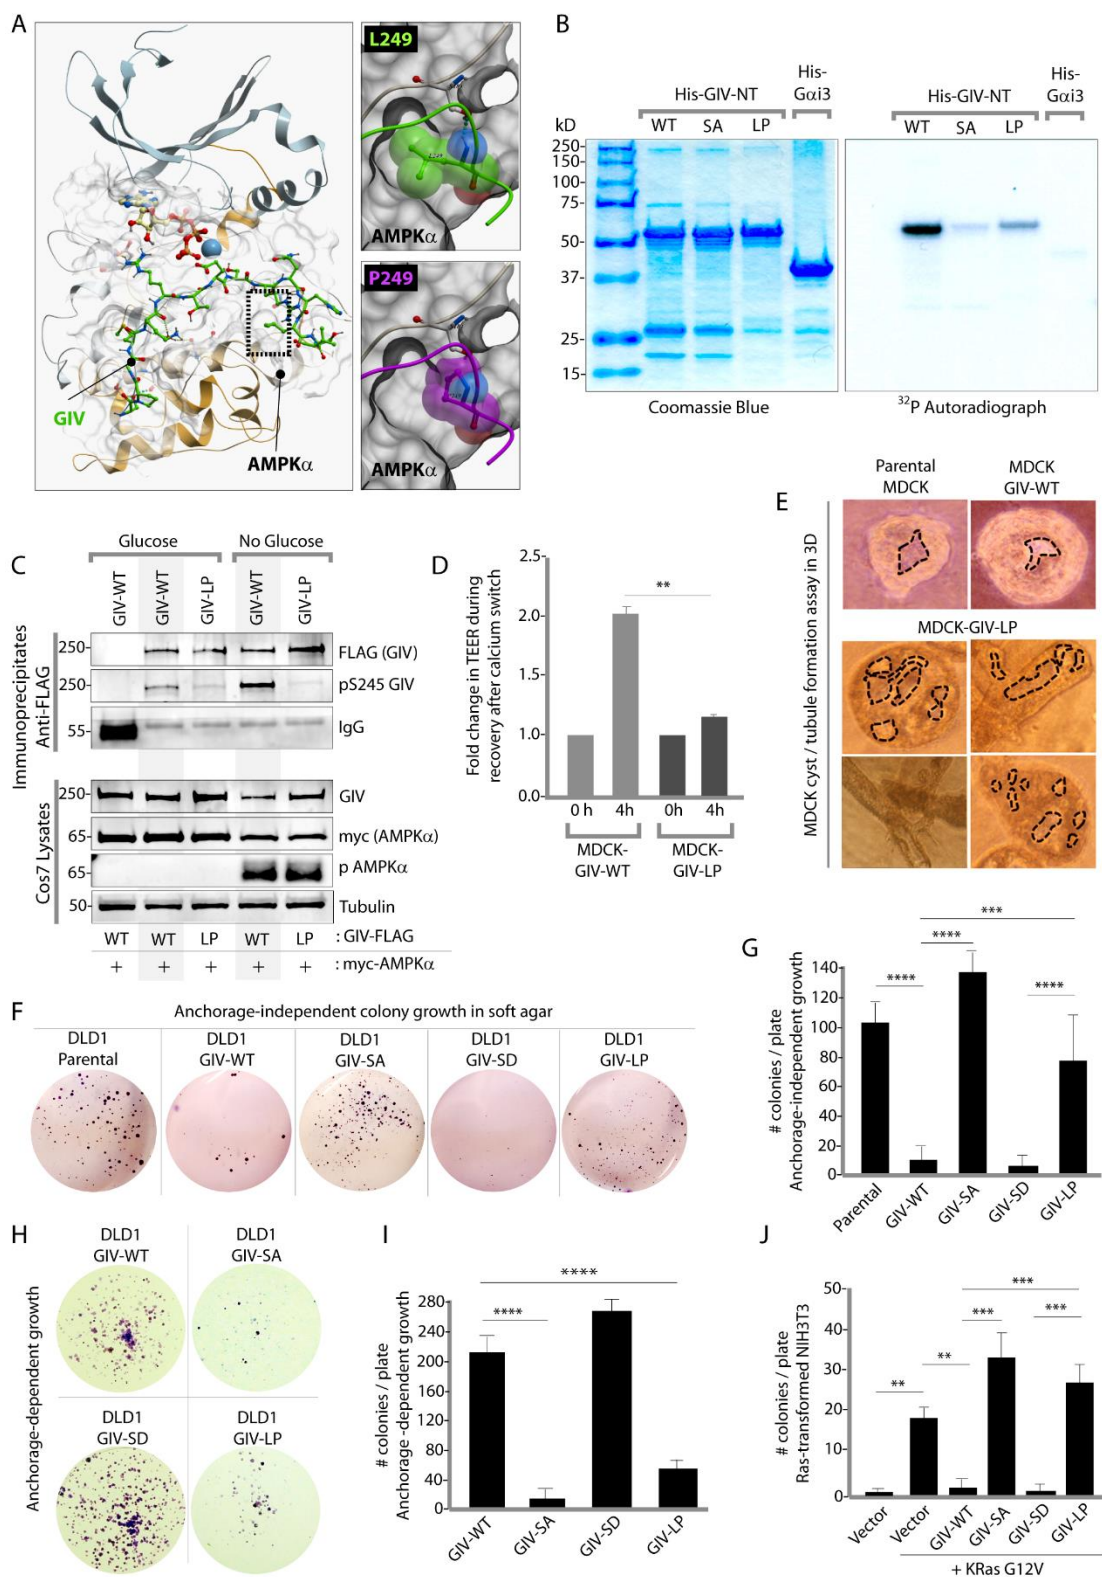 A
L249
AMPKα
P249
AMPKα
GIV
AMPKα
B
His-GIV-NT
His-
Gαi3
kD
WT
SA
LP
250
150
100
75
50
37
25
15
Coomassie Blue
His-GIV-NT
His-
Gαi3
WT
SA
LP
³²P Autoradiograph
C
Glucose
No Glucose
GIV-WT
GIV-WT
GIV-LP
GIV-WT
GIV-LP
Immunoprecipitates
Anti-FLAG
250
FLAG (GIV)
250
pS245 GIV
55
IgG
Cos7 Lysates
250
GIV
65
myc (AMPKα)
65
p AMPKα
50
Tubulin
WT WT LP WT LP : GIV-FLAG
+ + + + + : myc-AMPKα
D
Fold change in TEER during
recovery after calcium switch
2.5
2.0
1.0
0.0
**
0 h 4h 0h 4h
MDCK-
GIV-WT
MDCK-
GIV-LP
E
MDCK cyst / tubule formation assay in 3D
Parental
MDCK
MDCK
GIV-WT
MDCK-GIV-LP
F
Anchorage-independent colony growth in soft agar
DLD1
Parental
DLD1
GIV-WT
DLD1
GIV-SA
DLD1
GIV-SD
DLD1
GIV-LP
G
# colonies / plate
Anchorage-independent growth
140
120
100
80
60
40
20
0
****
****
***
****
Parental
GIV-WT
GIV-SA
GIV-SD
GIV-LP
H
Anchorage-dependent growth
DLD1
GIV-WT
DLD1
GIV-SA
DLD1
GIV-SD
DLD1
GIV-LP
I
# colonies / plate
Anchorage -dependent growth
280
240
200
160
120
80
40
0
****
****
GIV-WT
GIV-SA
GIV-SD
GIV-LP
J
# colonies / plate
Ras-transformed NIH3T3
50
40
30
20
0
**
**
***
***
***
Vector
Vector
GIV-WT
GIV-SA
GIV-SD
GIV-LP
+ KRas G12V